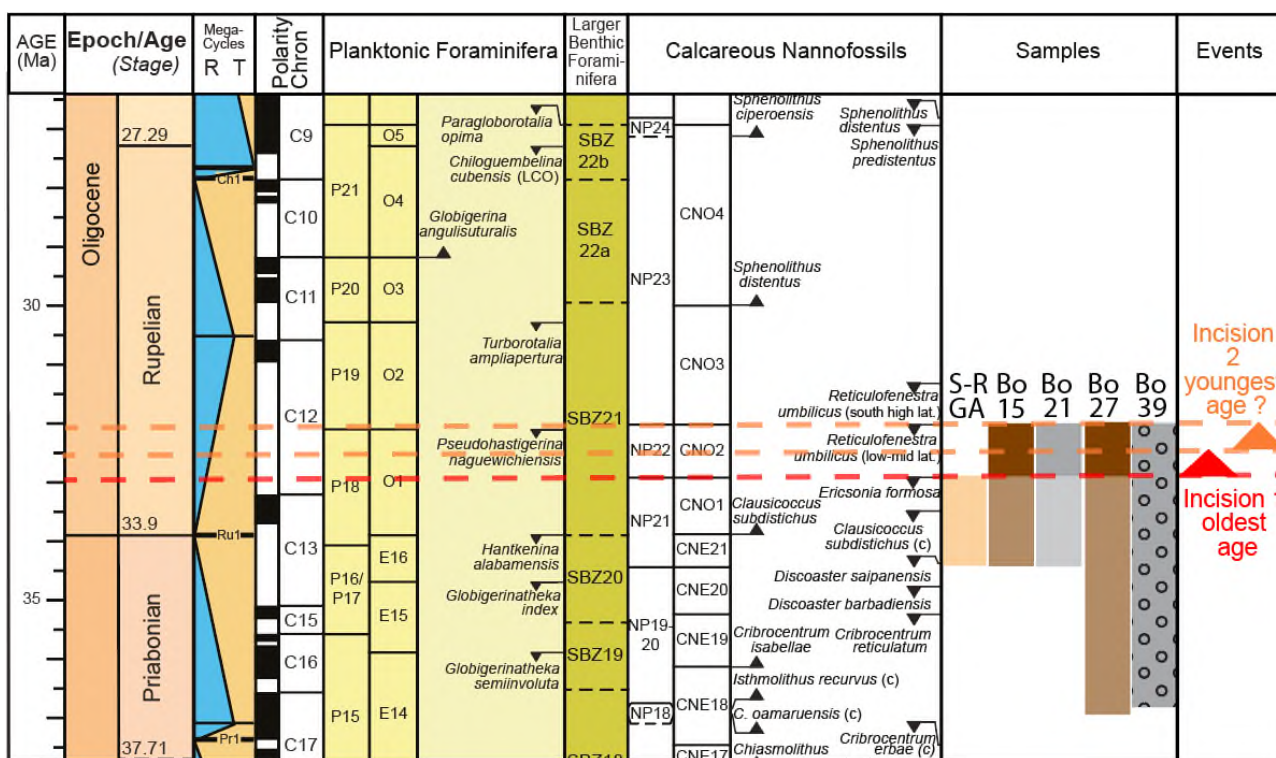 AGE
(Ma)
Epoch/Age
(Stage)
Mega-
Cycles
R T
Polarity
Chron
Planktonic Foraminifera
Larger
Benthic
Forami-
nifera
Calcareous Nannofossils
Samples
Events
30
35
Oligocene
27.29
Rupelian
33.9
Priabonian
37.71
Ch1
Ru1
Pr1
C9
C10
C11
C12
C13
C15
C16
C17
P21
P20
P19
P18
P16/
P17
P15
O5
O4
O3
O2
O1
E16
E15
E14
Paragloborotalia
opima
Chiloguembelina
cubensis (LCO)
Globigerina
angulisuturalis
Turborotalia
ampliapertura
Pseudohastigerina
naguewichiensis
Hantkenina
alabamensis
Globigerinatheka
index
Globigerinatheka
semiinvoluta
SBZ
22b
SBZ
22a
SBZ21
SBZ20
SBZ19
NP24
NP23
NP22
NP21
NP19-
20
NP18
CNO4
CNO3
CNO2
CNO1
CNE21
CNE20
CNE19
CNE18
CNE17
Sphenolithus
ciperoensis
Sphenolithus
distentus
Sphenolithus
predistentus
Sphenolithus
distentus
Reticulofenestra
umbilicus (south high lat.)
Reticulofenestra
umbilicus (low-mid lat.)
Ericsonia formosa
Clausicoccus
subdistichus
Clausicoccus
subdistichus (c)
Discoaster saipanensis
Discoaster barbadiensis
Cribrocentrum
isabellae
Cribrocentrum
reticulatum
Isthmolithus recurvus (c)
C. oamaruensis (c)
Cribrocentrum
erbae (c)
Chiasmolithus
S-R
GA
Bo
15
Bo
21
Bo
27
Bo
39
Incision
2
younges
age ?
Incision 1
oldest
age